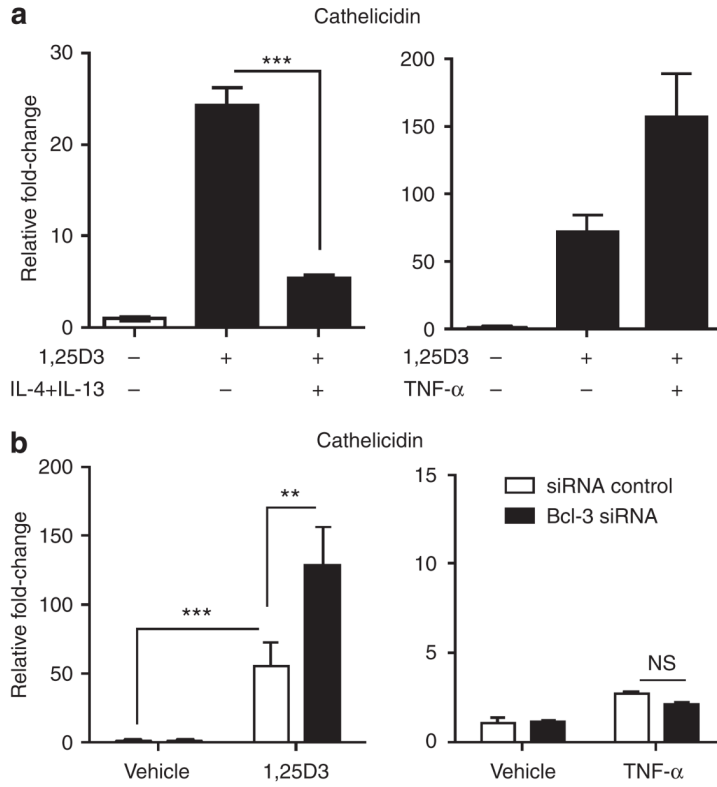 a
Cathelicidin
Relative fold-change
30
20
10
0
***
1,25D3 – + +
IL-4+IL-13 – – +
200
150
100
50
0
1,25D3 – + +
TNF-α – – +
b
Cathelicidin
Relative fold-change
200
150
100
50
0
***
**
Vehicle 1,25D3
15
10
5
0
siRNA control
Bcl-3 siRNA
NS
Vehicle TNF-α